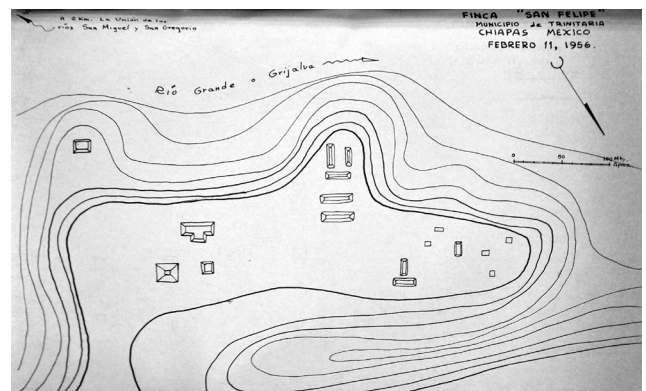 A 2 Km. La Unión de los
ríos San Miguel y San Gregorio
FINCA "SAN FELIPE"
MUNICIPIO de TRINITARIA
CHIAPAS MEXICO
FEBRERO 11, 1956.
Río Grande o Grijalva
0 50 100 Mts.